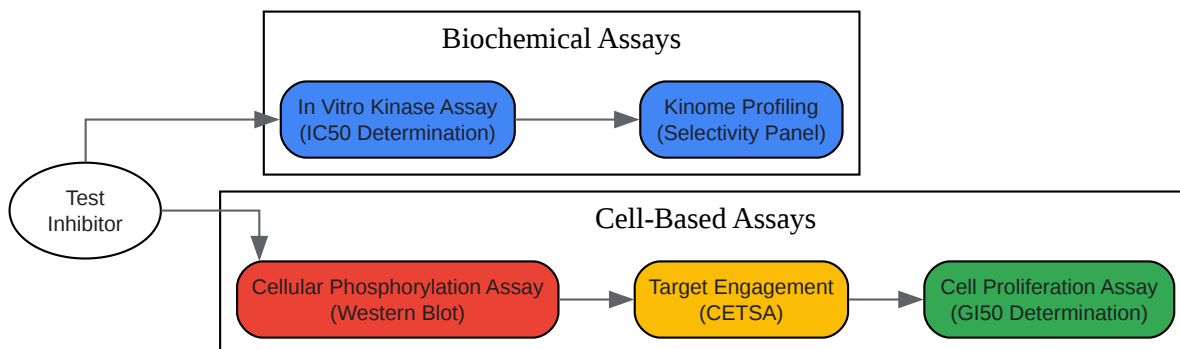 Biochemical Assays
In Vitro Kinase Assay
(IC50 Determination)
Kinome Profiling
(Selectivity Panel)
Test
Inhibitor
Cell-Based Assays
Cellular Phosphorylation Assay
(Western Blot)
Target Engagement
(CETSA)
Cell Proliferation Assay
(GI50 Determination)